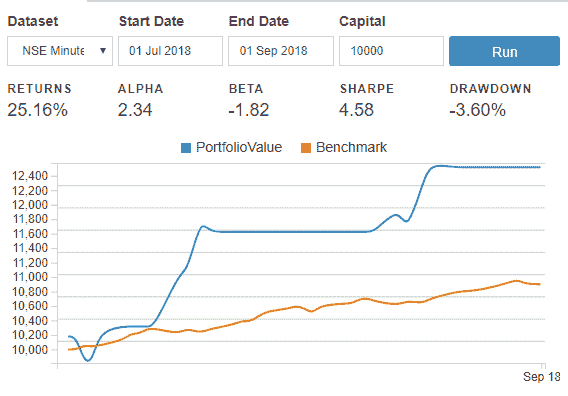 Dataset Start Date End Date Capital
NSE Minute 01 Jul 2018 01 Sep 2018 10000 Run
RETURNS ALPHA BETA SHARPE DRAWDOWN
25.16% 2.34 -1.82 4.58 -3.60%
PortfolioValue Benchmark
12,400
12,200
12,000
11,800
11,600
11,400
11,200
11,000
10,800
10,600
10,400
10,200
10,000
Sep 18